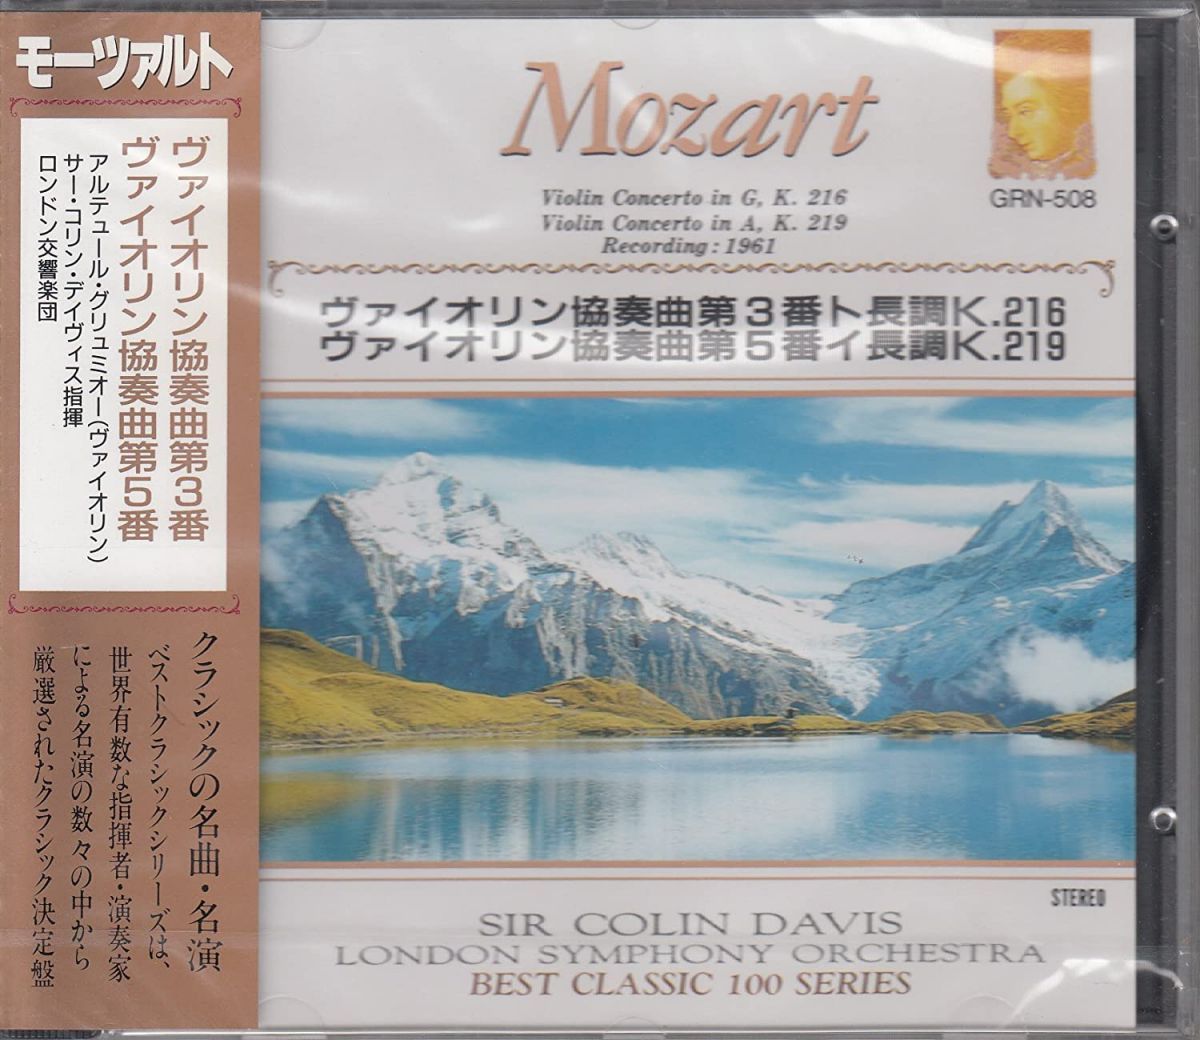 モーツァルト
ヴァイオリン協奏曲第3番
ヴァイオリン協奏曲第5番
アルテュール・グリュミオー(ヴァイオリン)
サー・コリン・デイヴィス指揮
ロンドン交響楽団
クラシックの名曲・名演
ベストクラシックシリーズは、
世界有数な指揮者・演奏家
による名演の数々の中から
厳選されたクラシック決定盤
Mozart
GRN-508
Violin Concerto in G, K. 216
Violin Concerto in A, K. 219
Recording : 1961
ヴァイオリン協奏曲第3番ト長調K.216
ヴァイオリン協奏曲第5番イ長調K.219
STEREO
SIR COLIN DAVIS
LONDON SYMPHONY ORCHESTRA
BEST CLASSIC 100 SERIES